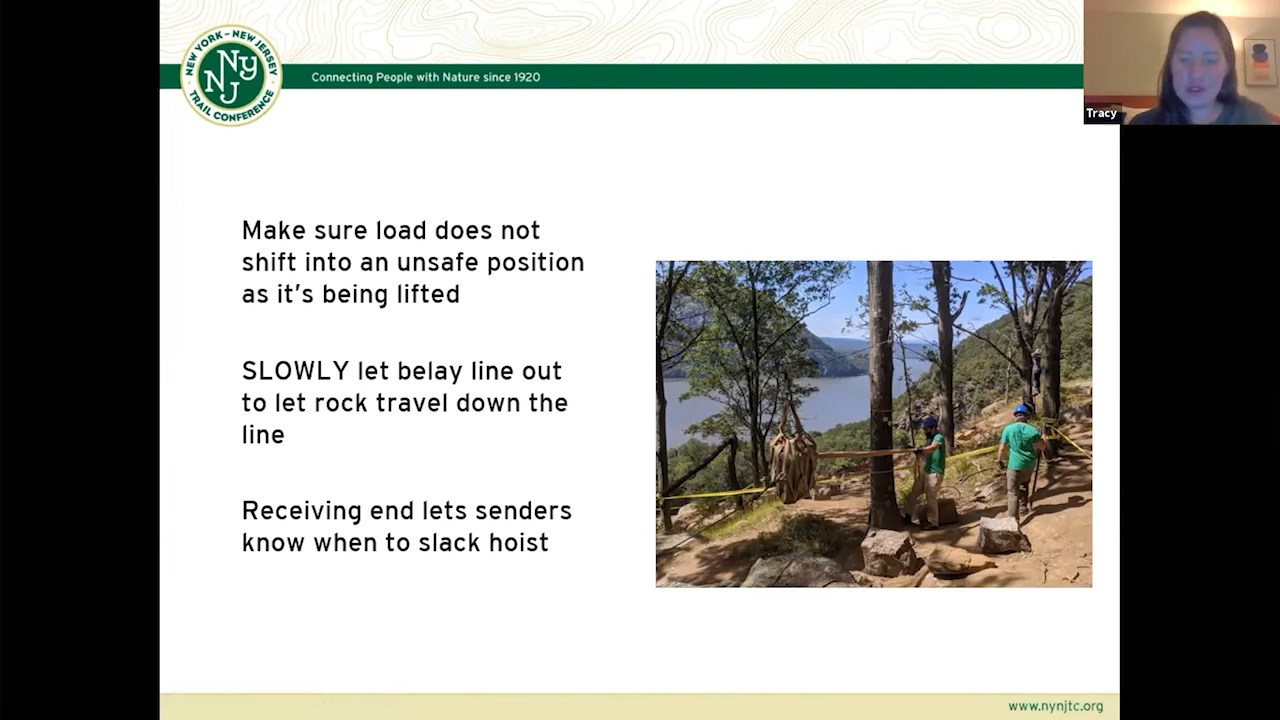 NEW YORK – NEW JERSEY
NY
NJ
TRAIL CONFERENCE
Connecting People with Nature since 1920
Tracy
Make sure load does not
shift into an unsafe position
as it's being lifted
SLOWLY let belay line out
to let rock travel down the
line
Receiving end lets senders
know when to slack hoist
www.nynjtc.org